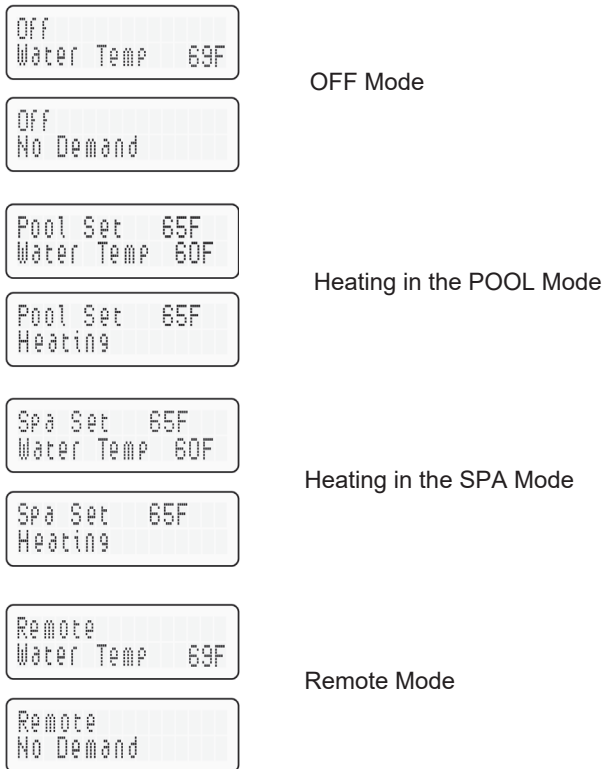 Off
Water Temp 69F
OFF Mode
Off
No Demand
Pool Set 65F
Water Temp 60F
Heating in the POOL Mode
Pool Set 65F
Heating
Spa Set 65F
Water Temp 60F
Heating in the SPA Mode
Spa Set 65F
Heating
Remote
Water Temp 69F
Remote Mode
Remote
No Demand